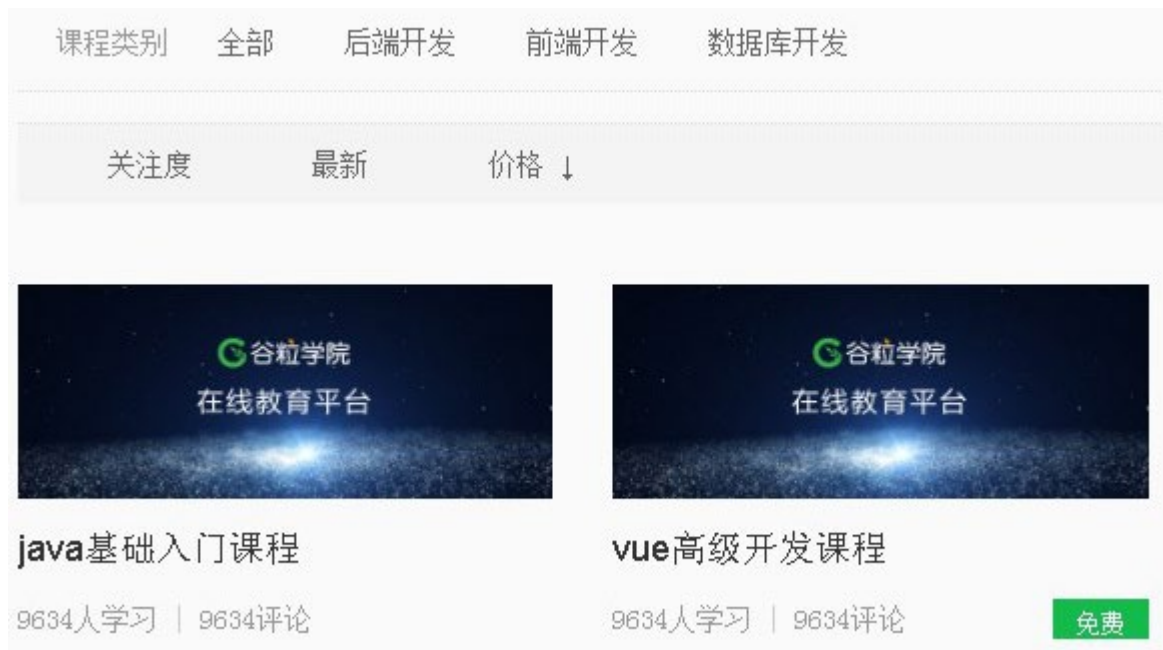 课程类别 全部 后端开发 前端开发 数据库开发
关注度 最新 价格 ↓
谷粒学院 谷粒学院
在线教育平台 在线教育平台
java基础入门课程 vue高级开发课程
9634人学习 | 9634评论 9634人学习 | 9634评论 免费